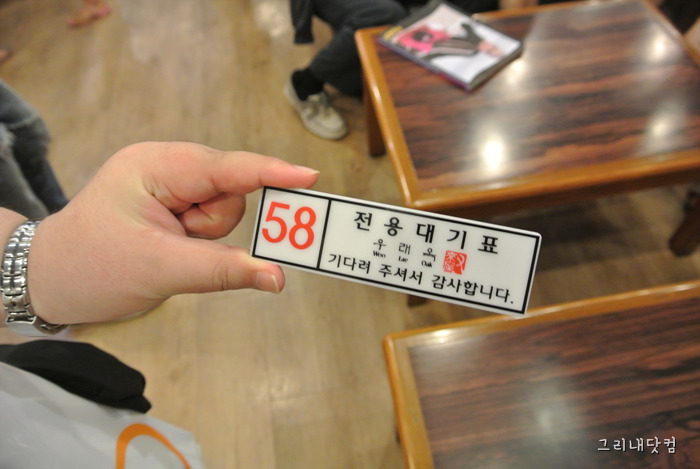 58
전용대기표
우래옥
Woo Lae Oak
기다려 주셔서 감사합니다.
그리내닷컴